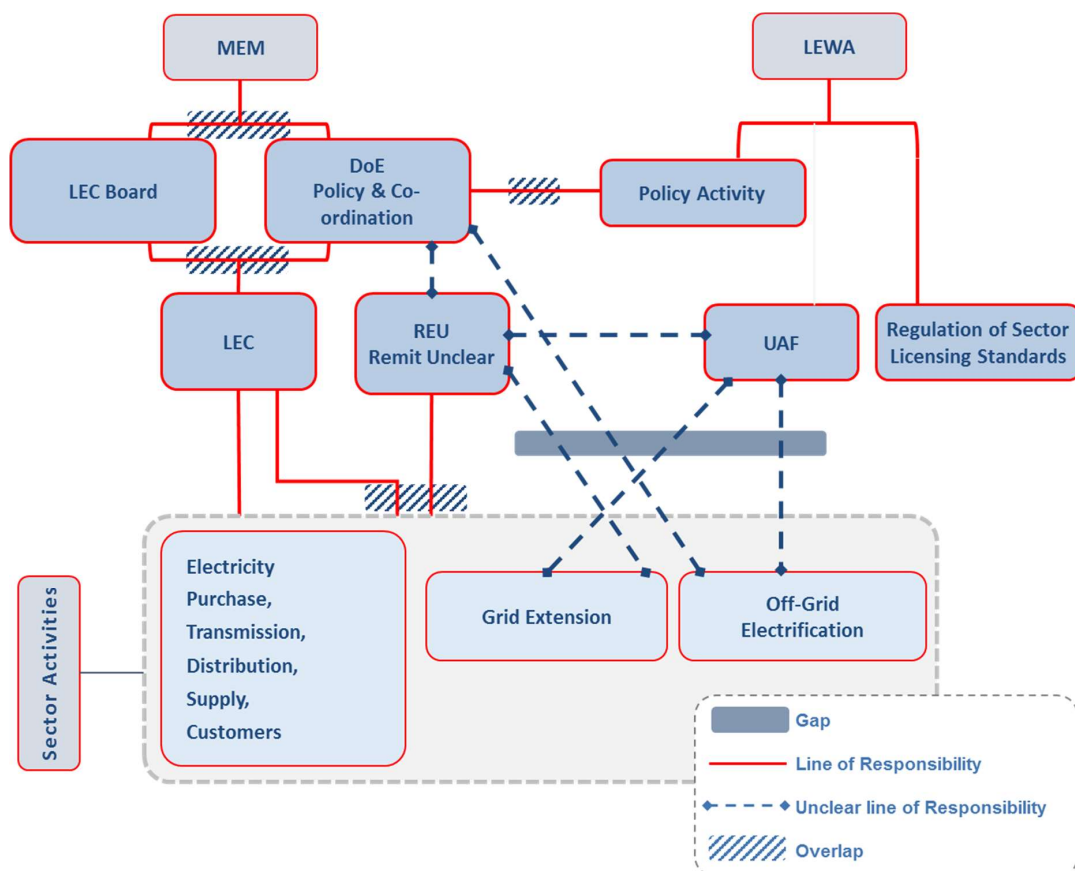 MEM
LEWA
LEC Board
DoE
Policy & Co-
ordination
Policy Activity
LEC
REU
Remit Unclear
UAF
Regulation of Sector
Licensing Standards
Sector Activities
Electricity
Purchase,
Transmission,
Distribution,
Supply,
Customers
Grid Extension
Off-Grid
Electrification
Gap
Line of Responsibility
Unclear line of Responsibility
Overlap